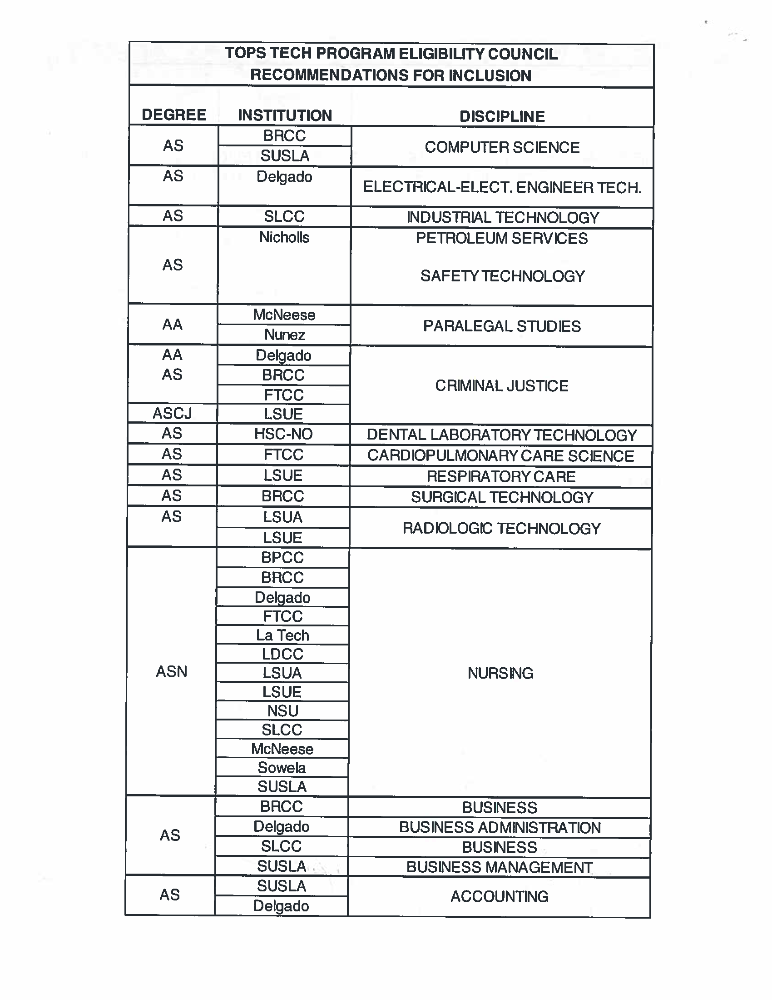 TOPS TECH PROGRAM ELIGIBILITY COUNCIL
RECOMMENDATIONS FOR INCLUSION
DEGREE INSTITUTION DISCIPLINE
AS BRCC COMPUTER SCIENCE
SUSLA
AS Delgado ELECTRICAL-ELECT. ENGINEER TECH.
AS SLCC INDUSTRIAL TECHNOLOGY
Nicholls PETROLEUM SERVICES
AS SAFETY TECHNOLOGY
AA McNeese PARALEGAL STUDIES
Nunez
AA Delgado
AS BRCC CRIMINAL JUSTICE
FTCC
ASCJ LSUE
AS HSC-NO DENTAL LABORATORY TECHNOLOGY
AS FTCC CARDIOPULMONARY CARE SCIENCE
AS LSUE RESPIRATORY CARE
AS BRCC SURGICAL TECHNOLOGY
AS LSUA RADIOLOGIC TECHNOLOGY
LSUE
BPCC
BRCC
Delgado
FTCC
La Tech
LDCC
ASN LSUA NURSING
LSUE
NSU
SLCC
McNeese
Sowela
SUSLA
BRCC BUSINESS
AS Delgado BUSINESS ADMINISTRATION
SLCC BUSINESS
SUSLA BUSINESS MANAGEMENT
AS SUSLA ACCOUNTING
Delgado